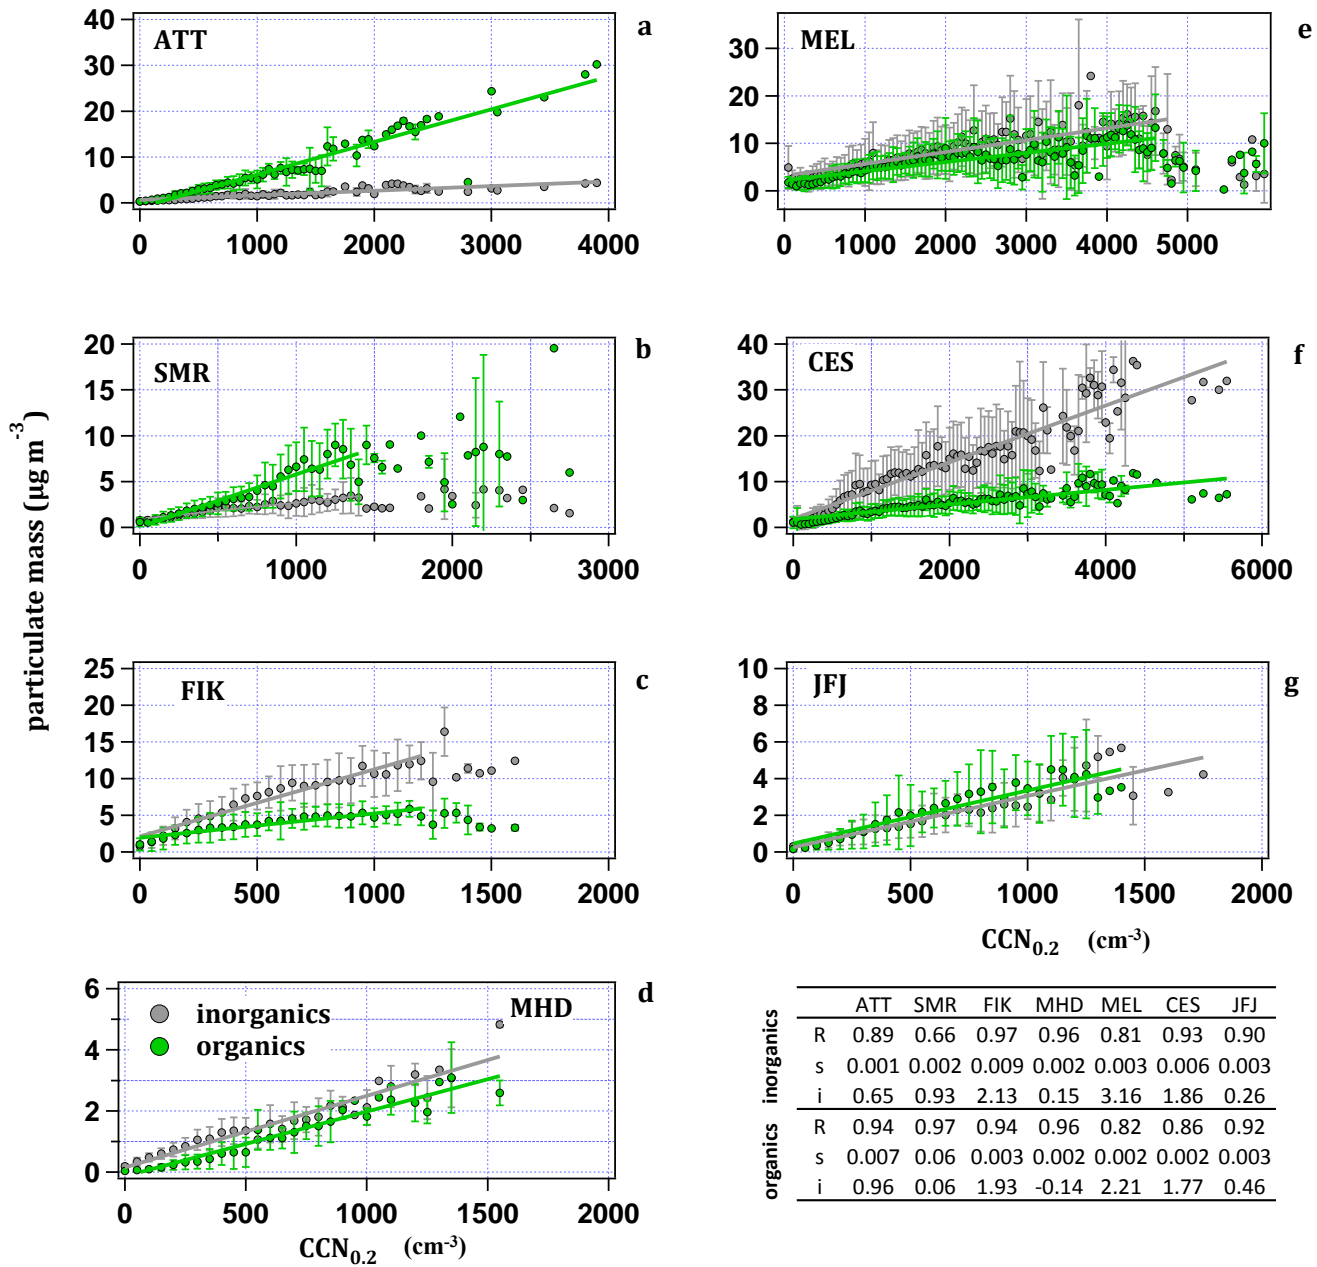 a
ATT
40
30
20
10
0
0 1000 2000 3000 4000
e
MEL
30
20
10
0
0 1000 2000 3000 4000 5000
b
SMR
20
15
10
5
0
0 1000 2000 3000
f
CES
40
30
20
10
0
0 2000 4000 6000
particulate mass (µg m-3)
c
FIK
25
20
15
10
5
0
0 500 1000 1500 2000
g
JFJ
10
8
6
4
2
0
0 500 1000 1500 2000
CCN0.2 (cm-3)
d
MHD
inorganics
organics
6
4
2
0
0 500 1000 1500 2000
CCN0.2 (cm-3)
ATT SMR FIK MHD MEL CES JFJ
inorganics
R 0.89 0.66 0.97 0.96 0.81 0.93 0.90
s 0.001 0.002 0.009 0.002 0.003 0.006 0.003
i 0.65 0.93 2.13 0.15 3.16 1.86 0.26
organics
R 0.94 0.97 0.94 0.96 0.82 0.86 0.92
s 0.007 0.06 0.003 0.002 0.002 0.002 0.003
i 0.96 0.06 1.93 -0.14 2.21 1.77 0.46